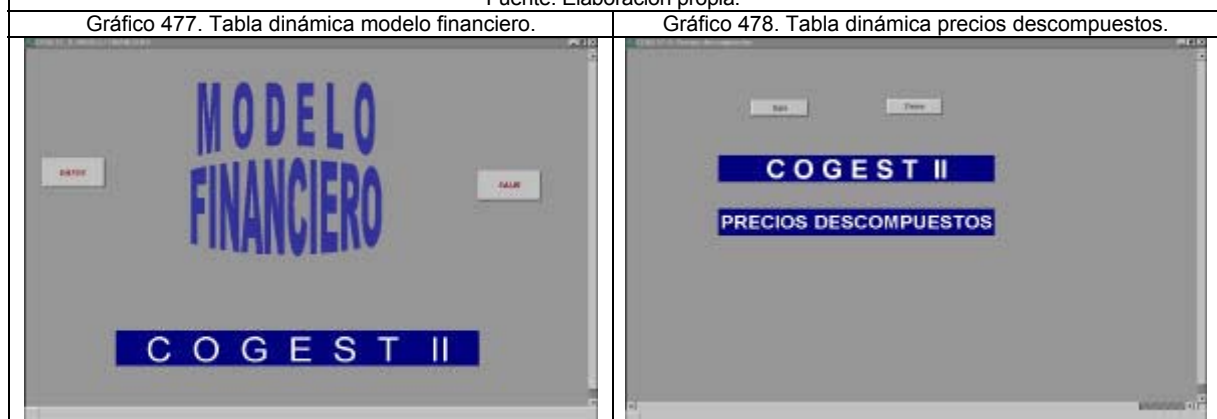 Fuente: Elaboración propia.
Gráfico 477. Tabla dinámica modelo financiero.
Gráfico 478. Tabla dinámica precios descompuestos.
MODELO
FINANCIERO
SALIR
COGEST II
COGEST II
PRECIOS DESCOMPUESTOS